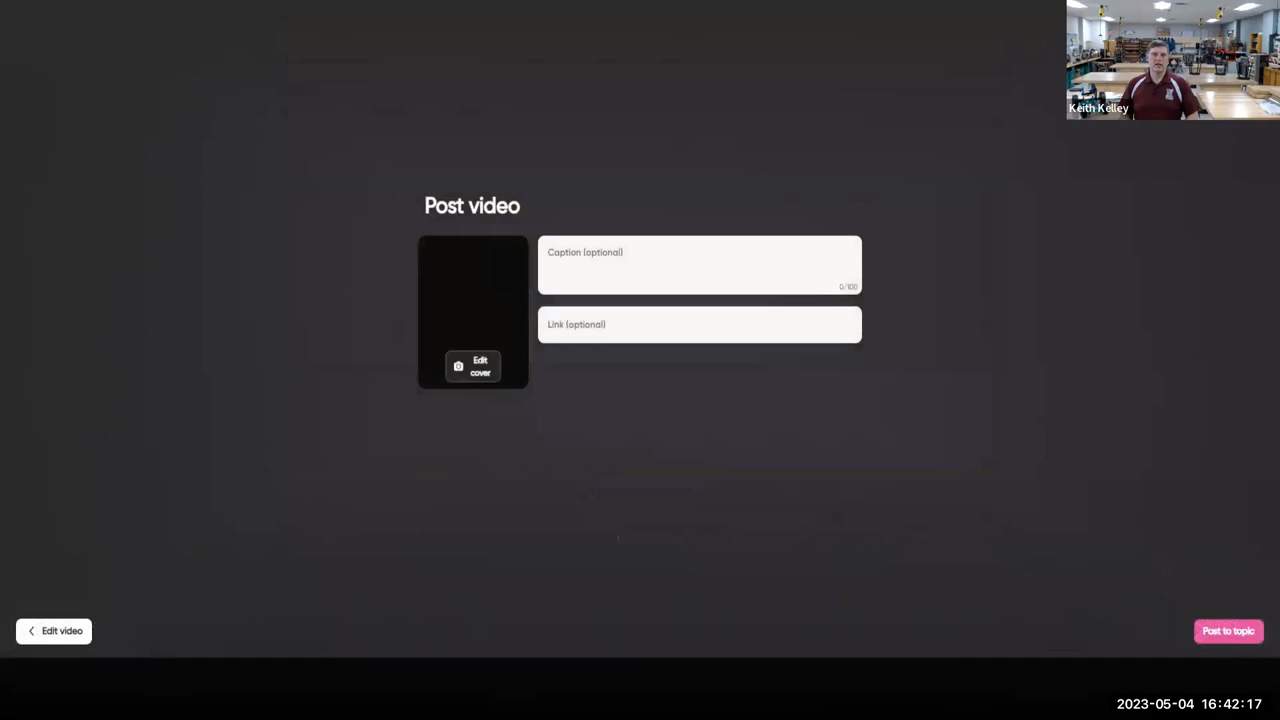 Keith Kelley
Post video
Caption (optional)
0/100
Link (optional)
Edit
cover
Edit video
Post to topic
2023-05-04 16:42:17